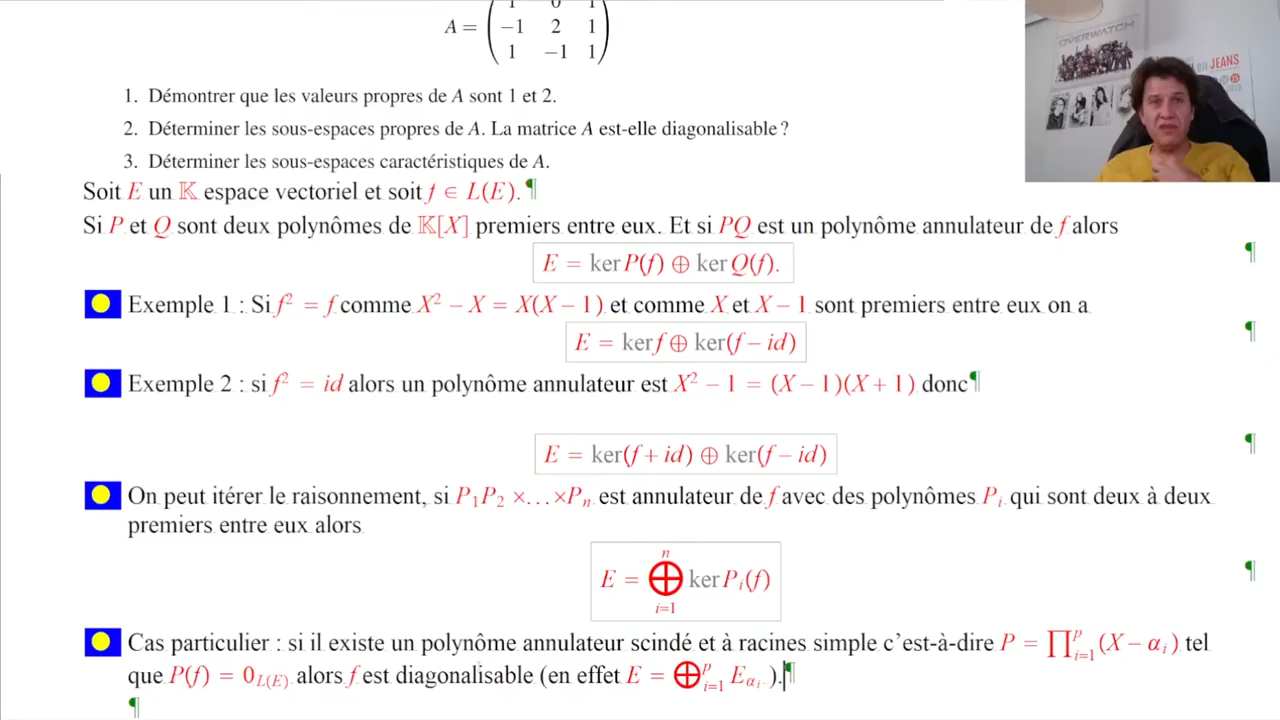 1 0 1
A = −1 2 1
1 −1 1
OVERWATCH
en JEANS
1. Démontrer que les valeurs propres de A sont 1 et 2.
2. Déterminer les sous-espaces propres de A. La matrice A est-elle diagonalisable ?
3. Déterminer les sous-espaces caractéristiques de A.
Soit E un 𝕂 espace vectoriel et soit f ∈ L(E). ¶
Si P et Q sont deux polynômes de 𝕂[X] premiers entre eux. Et si PQ est un polynôme annulateur de f alors
E = ker P(f) ⊕ ker Q(f). ¶
Exemple 1 : Si f² = f comme X² − X = X(X − 1) et comme X et X − 1 sont premiers entre eux on a
E = ker f ⊕ ker(f − id) ¶
Exemple 2 : si f² = id alors un polynôme annulateur est X² − 1 = (X − 1)(X + 1) donc ¶
E = ker(f + id) ⊕ ker(f − id) ¶
On peut itérer le raisonnement, si P₁P₂ ×…×Pₙ est annulateur de f avec des polynômes Pᵢ qui sont deux à deux
premiers entre eux alors
E = ⊕ⁿᵢ₌₁ ker Pᵢ(f) ¶
Cas particulier : si il existe un polynôme annulateur scindé et à racines simple c'est-à-dire P = ∏ᵖᵢ₌₁(X − αᵢ) tel
que P(f) = 0_L(E) alors f est diagonalisable (en effet E = ⊕ᵖᵢ₌₁ E_αᵢ ). ¶
¶